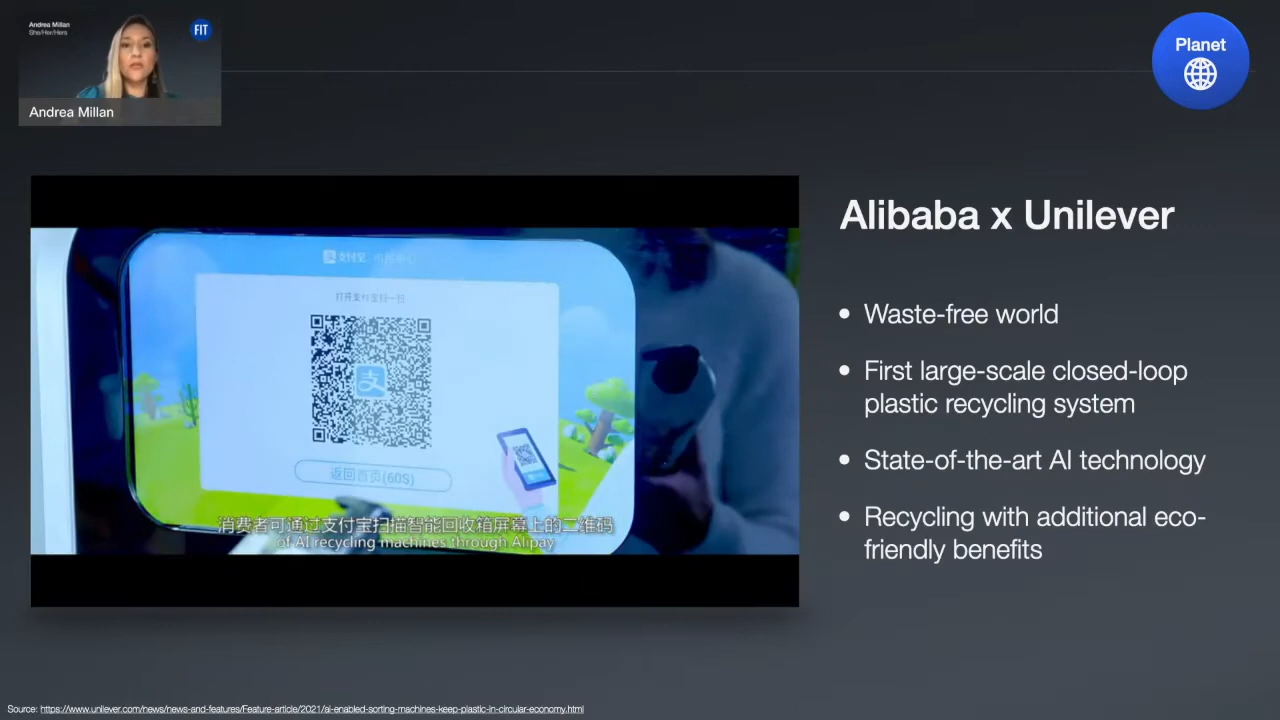 Andrea Millan
She/Her/Hers
FIT
Andrea Millan
Planet
Alibaba x Unilever
支付宝
打开支付宝扫一扫
支
返回首页(60S)
消费者可通过支付宝扫描智能回收箱屏幕上的二维码
of AI recycling machines through Alipay
• Waste-free world
• First large-scale closed-loop
plastic recycling system
• State-of-the-art AI technology
• Recycling with additional eco-
friendly benefits
Source: https://www.unilever.com/news/news-and-features/Feature-article/2021/ai-enabled-sorting-machines-keep-plastic-in-circular-economy.html